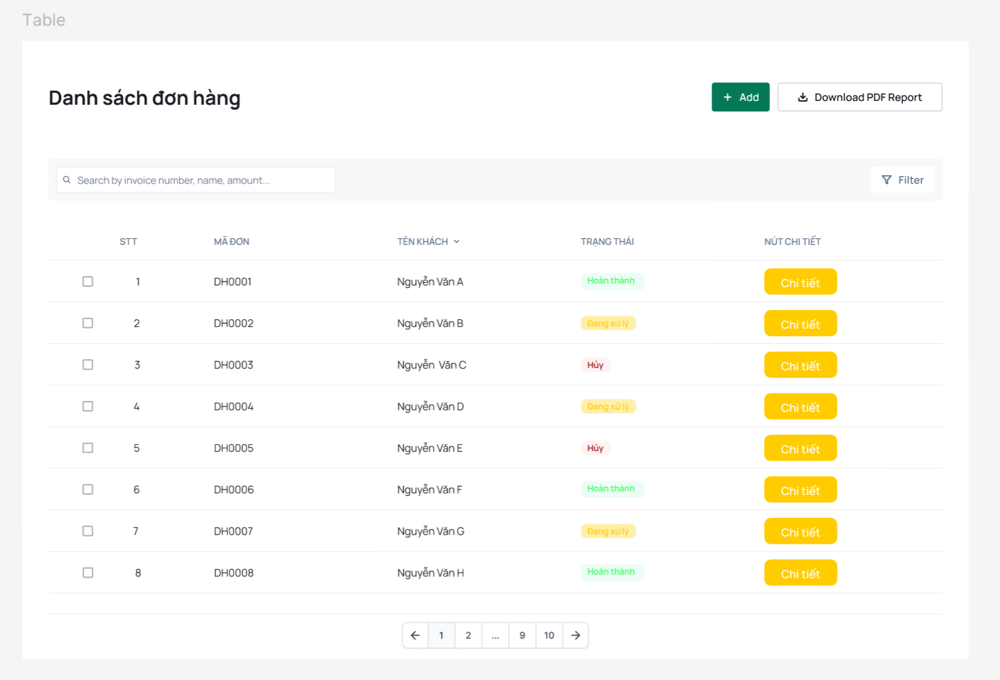 Table
Danh sách đơn hàng
+ Add
Download PDF Report
Search by invoice number, name, amount...
Filter
STT MÃ ĐƠN TÊN KHÁCH TRẠNG THÁI NÚT CHI TIẾT
1 DH0001 Nguyễn Văn A Hoàn thành Chi tiết
2 DH0002 Nguyễn Văn B Đang xử lý Chi tiết
3 DH0003 Nguyễn Văn C Hủy Chi tiết
4 DH0004 Nguyễn Văn D Đang xử lý Chi tiết
5 DH0005 Nguyễn Văn E Hủy Chi tiết
6 DH0006 Nguyễn Văn F Hoàn thành Chi tiết
7 DH0007 Nguyễn Văn G Đang xử lý Chi tiết
8 DH0008 Nguyễn Văn H Hoàn thành Chi tiết
← 1 2 ... 9 10 →